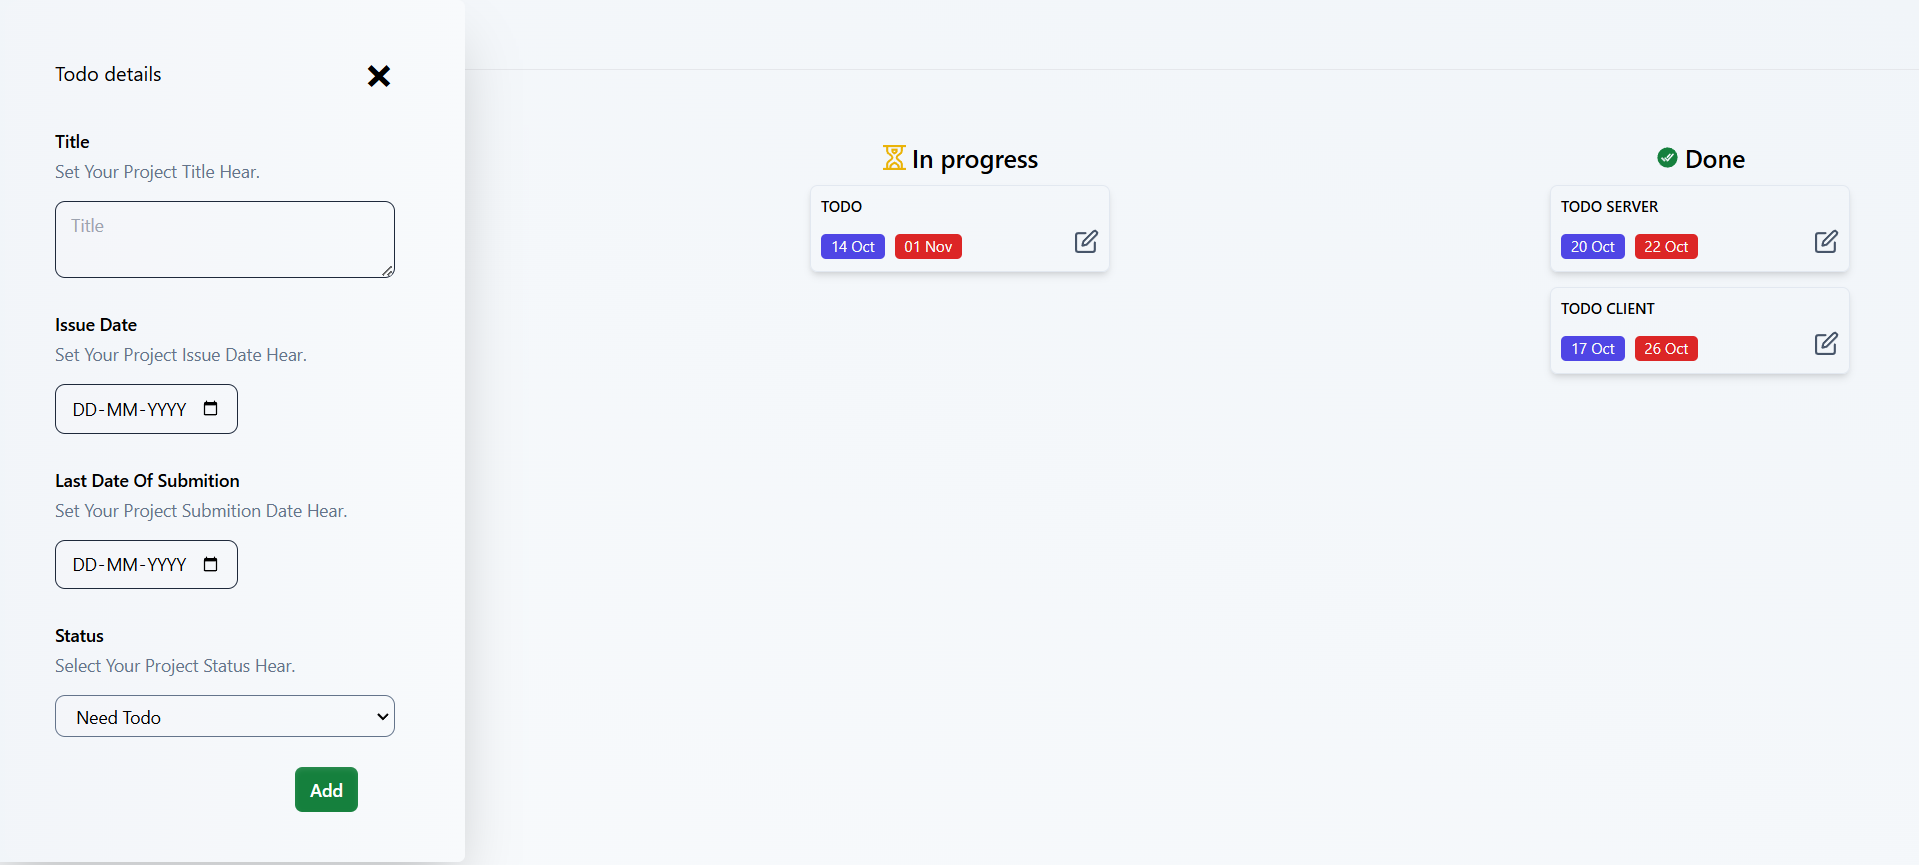 Todo details
Title
Set Your Project Title Hear.
Title
Issue Date
Set Your Project Issue Date Hear.
DD-MM-YYYY
Last Date Of Submition
Set Your Project Submition Date Hear.
DD-MM-YYYY
Status
Select Your Project Status Hear.
Need Todo
Add
In progress
TODO
14 Oct 01 Nov
Done
TODO SERVER
20 Oct 22 Oct
TODO CLIENT
17 Oct 26 Oct